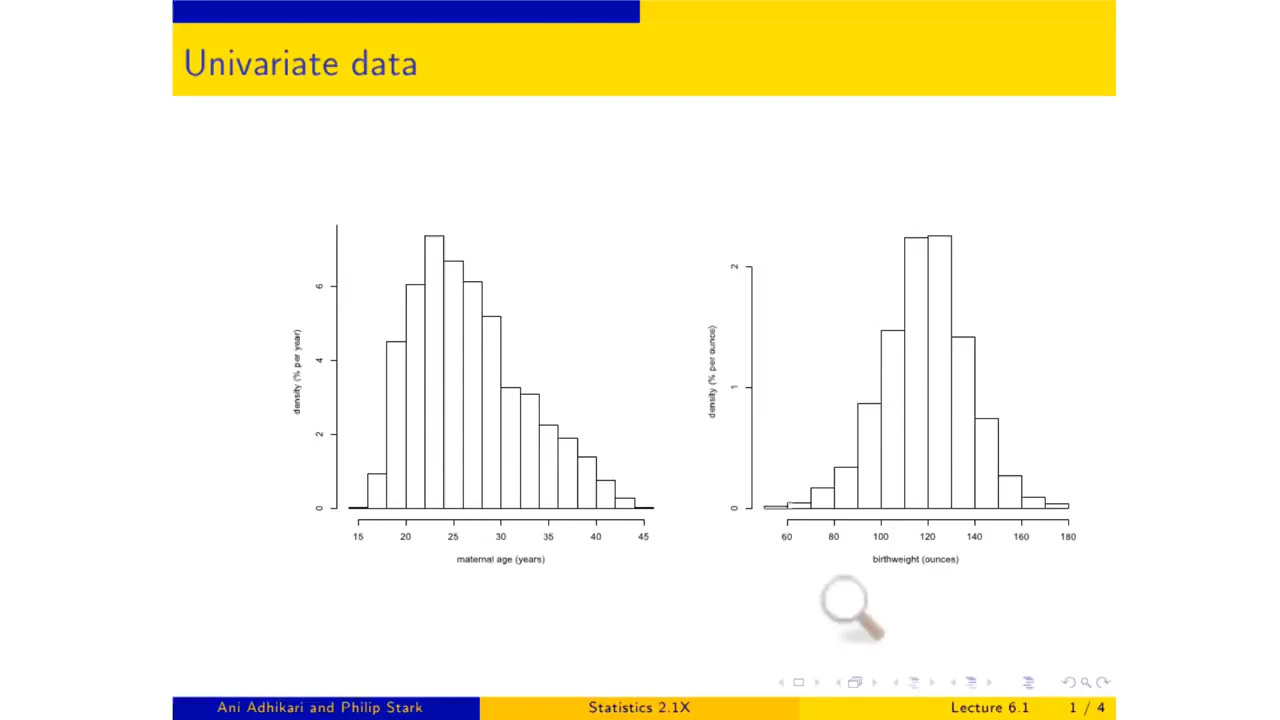 Univariate data
density (% per year)
0 2 4 6
15 20 25 30 35 40 45
maternal age (years)
density (% per ounce)
0 1 2
60 80 100 120 140 160 180
birthweight (ounces)
Ani Adhikari and Philip Stark Statistics 2.1X Lecture 6.1 1 / 4